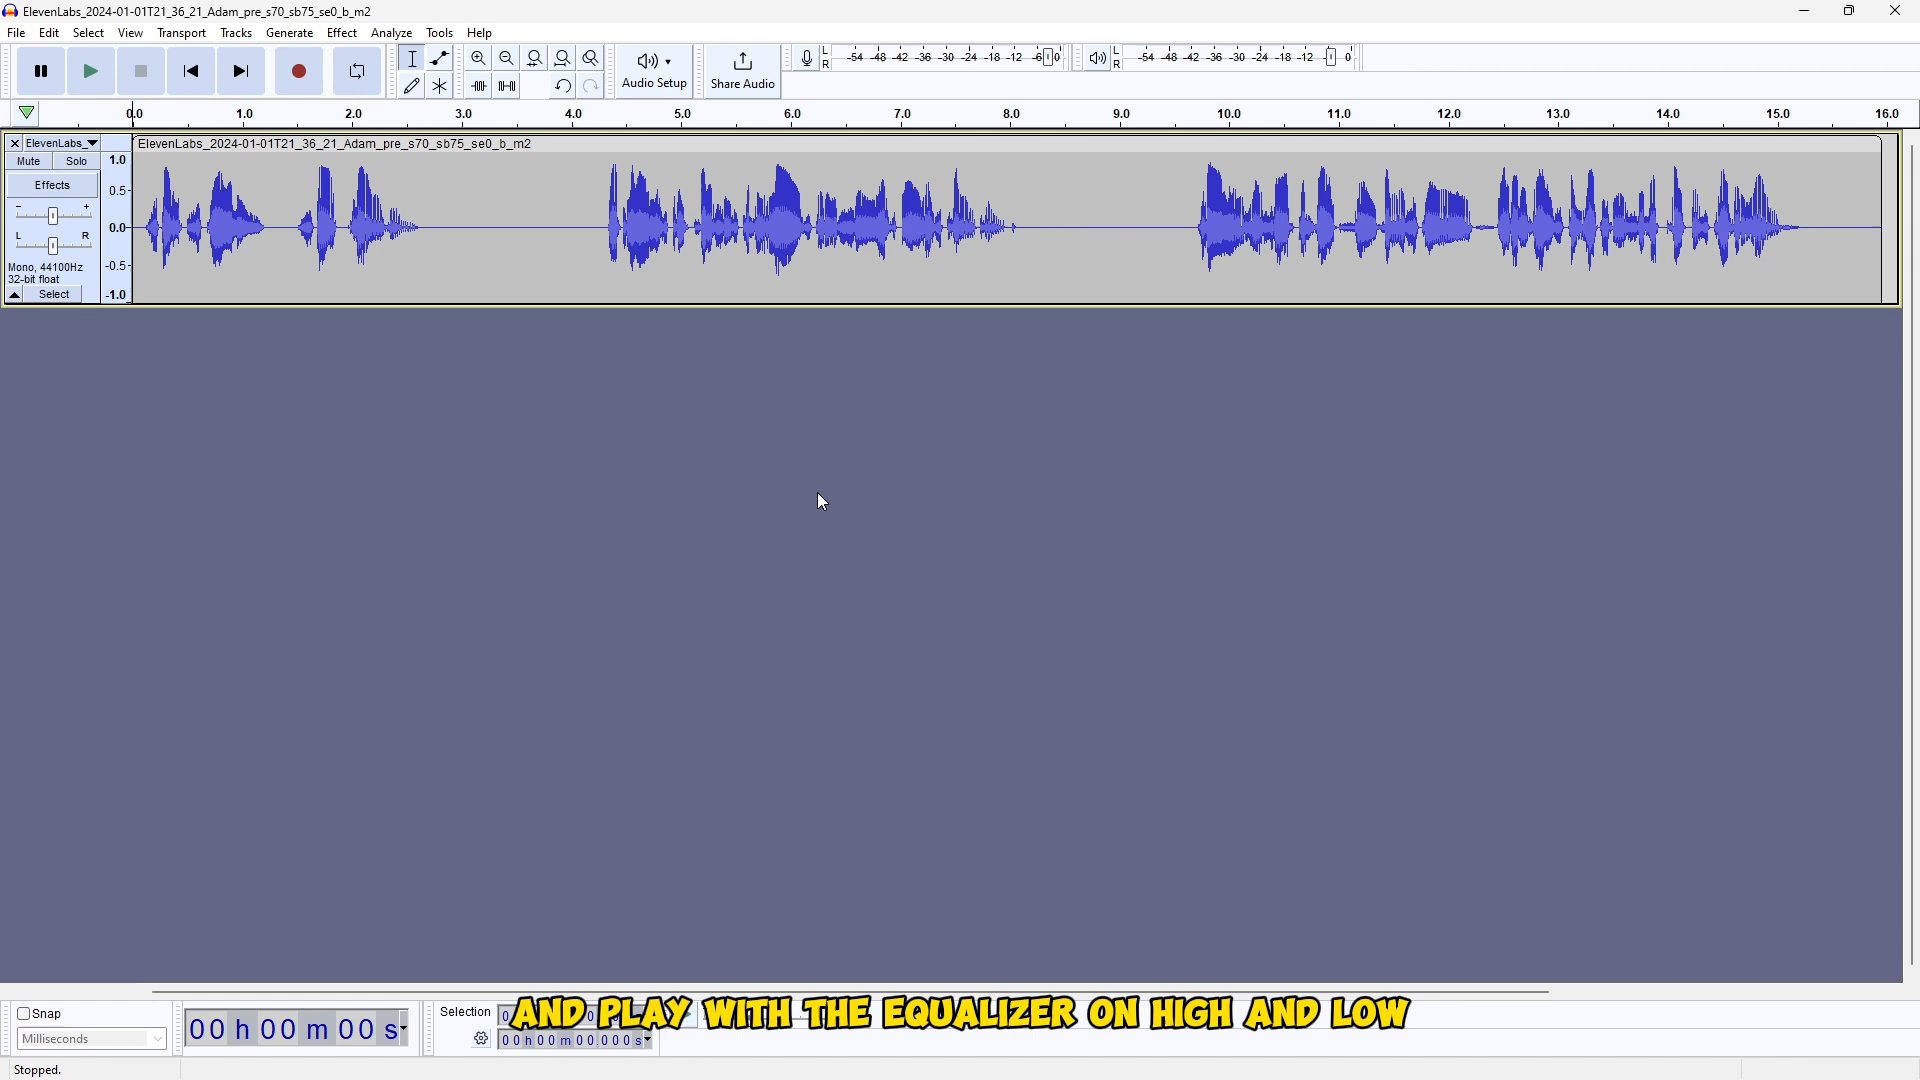 ElevenLabs_2024-01-01T21_36_21_Adam_pre_s70_sb75_se0_b_m2
File Edit Select View Transport Tracks Generate Effect Analyze Tools Help
Audio Setup
Share Audio
L
R
-54 -48 -42 -36 -30 -24 -18 -12 -6 0
L
R
-54 -48 -42 -36 -30 -24 -18 -12 0
0.0 1.0 2.0 3.0 4.0 5.0 6.0 7.0 8.0 9.0 10.0 11.0 12.0 13.0 14.0 15.0 16.0
ElevenLabs_
ElevenLabs_2024-01-01T21_36_21_Adam_pre_s70_sb75_se0_b_m2
Mute Solo
Effects
- +
L R
Mono, 44100Hz
32-bit float
Select
1.0
0.5
0.0
-0.5
-1.0
Snap
Milliseconds
00 h 00 m 00 s
Selection
00 h 00 m 00.000 s
AND PLAY WITH THE EQUALIZER ON HIGH AND LOW
Stopped.